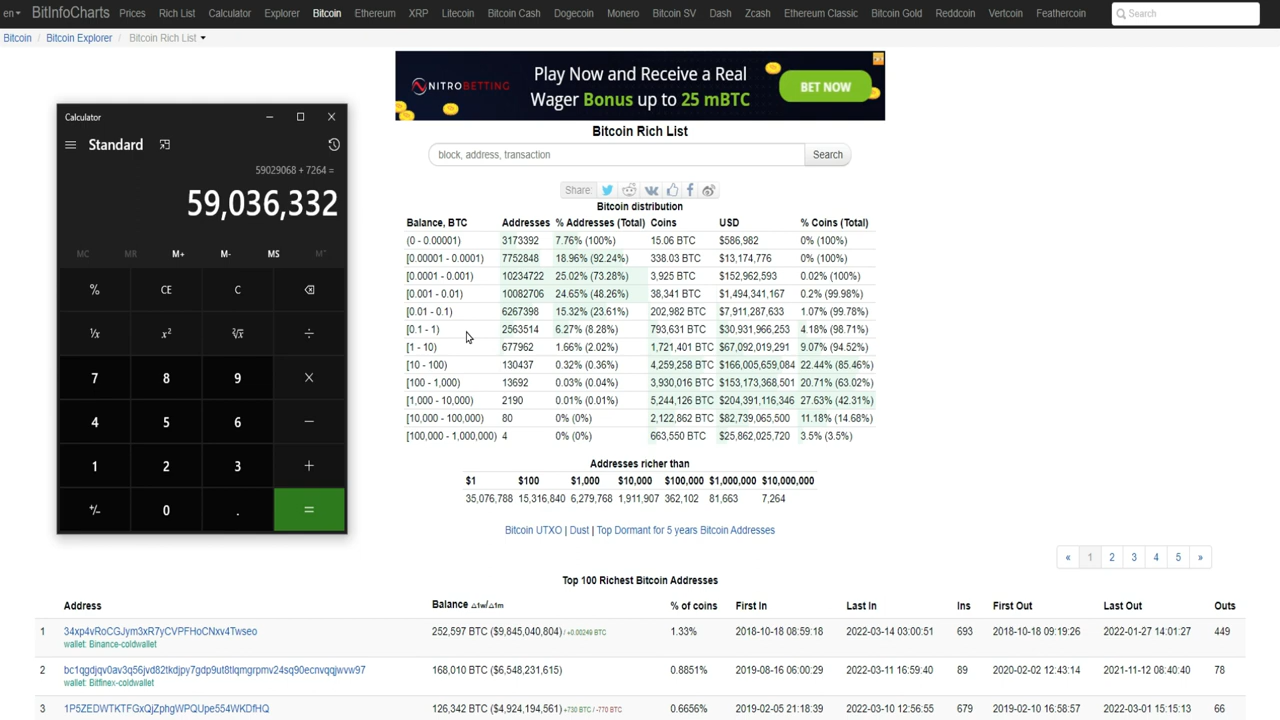 en BitInfoCharts Prices Rich List Calculator Explorer Bitcoin Ethereum XRP Litecoin Bitcoin Cash Dogecoin Monero Bitcoin SV Dash Zcash Ethereum Classic Bitcoin Gold Reddcoin Vertcoin Feathercoin Search
Bitcoin / Bitcoin Explorer / Bitcoin Rich List
NITROBETTING Play Now and Receive a Real Wager Bonus up to 25 mBTC BET NOW
Bitcoin Rich List
block, address, transaction Search
Share:
Calculator
Standard
59029068 + 7264 =
59,036,332
MC MR M+ M- MS M˅
% CE C
¹/x x² ²√x ÷
7 8 9 ×
4 5 6 −
1 2 3 +
+/- 0 . =
Bitcoin distribution
Balance, BTC Addresses % Addresses (Total) Coins USD % Coins (Total)
(0 - 0.00001) 3173392 7.76% (100%) 15.06 BTC $586,982 0% (100%)
[0.00001 - 0.0001) 7752848 18.96% (92.24%) 338.03 BTC $13,174,776 0% (100%)
[0.0001 - 0.001) 10234722 25.02% (73.28%) 3,925 BTC $152,962,593 0.02% (100%)
[0.001 - 0.01) 10082706 24.65% (48.26%) 38,341 BTC $1,494,341,167 0.2% (99.98%)
[0.01 - 0.1) 6267398 15.32% (23.61%) 202,982 BTC $7,911,287,633 1.07% (99.78%)
[0.1 - 1) 2563514 6.27% (8.28%) 793,631 BTC $30,931,966,253 4.18% (98.71%)
[1 - 10) 677962 1.66% (2.02%) 1,721,401 BTC $67,092,019,291 9.07% (94.52%)
[10 - 100) 130437 0.32% (0.36%) 4,259,258 BTC $166,005,659,084 22.44% (85.46%)
[100 - 1,000) 13692 0.03% (0.04%) 3,930,016 BTC $153,173,368,501 20.71% (63.02%)
[1,000 - 10,000) 2190 0.01% (0.01%) 5,244,126 BTC $204,391,116,346 27.63% (42.31%)
[10,000 - 100,000) 80 0% (0%) 2,122,862 BTC $82,739,065,500 11.18% (14.68%)
[100,000 - 1,000,000) 4 0% (0%) 663,550 BTC $25,862,025,720 3.5% (3.5%)
Addresses richer than
$1 $100 $1,000 $10,000 $100,000 $1,000,000 $10,000,000
35,076,788 15,316,840 6,279,768 1,911,907 362,102 81,663 7,264
Bitcoin UTXO | Dust | Top Dormant for 5 years Bitcoin Addresses
« 1 2 3 4 5 »
Top 100 Richest Bitcoin Addresses
Address Balance △1w/△1m % of coins First In Last In Ins First Out Last Out Outs
1 34xp4vRoCGJym3xR7yCVPFHoCNxv4Twseo 252,597 BTC ($9,845,040,804) / +0.00249 BTC 1.33% 2018-10-18 08:59:18 2022-03-14 03:00:51 693 2018-10-18 09:19:26 2022-01-27 14:01:27 449
wallet: Binance-coldwallet
2 bc1qgdjqv0av3q56jvd82tkdjpy7gdp9ut8tlqmgrpmv24sq90ecnvqqjwvw97 168,010 BTC ($6,548,231,615) 0.8851% 2019-08-16 06:00:29 2022-03-11 16:59:40 89 2020-02-02 12:43:14 2021-11-12 08:40:40 78
wallet: Bitfinex-coldwallet
3 1P5ZEDWTKTFGxQjZphgWPQUpe554WKDfHQ 126,342 BTC ($4,924,194,561) +730 BTC / -770 BTC 0.6656% 2019-02-05 21:18:39 2022-03-10 12:56:55 679 2019-02-10 16:58:57 2022-03-01 15:15:13 66